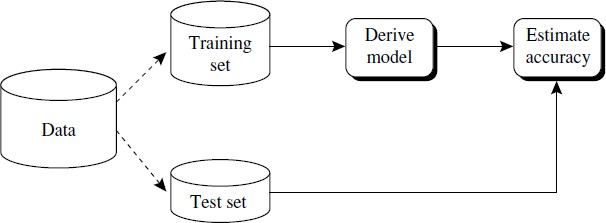 Data
Training
set
Derive
model
Estimate
accuracy
Test set